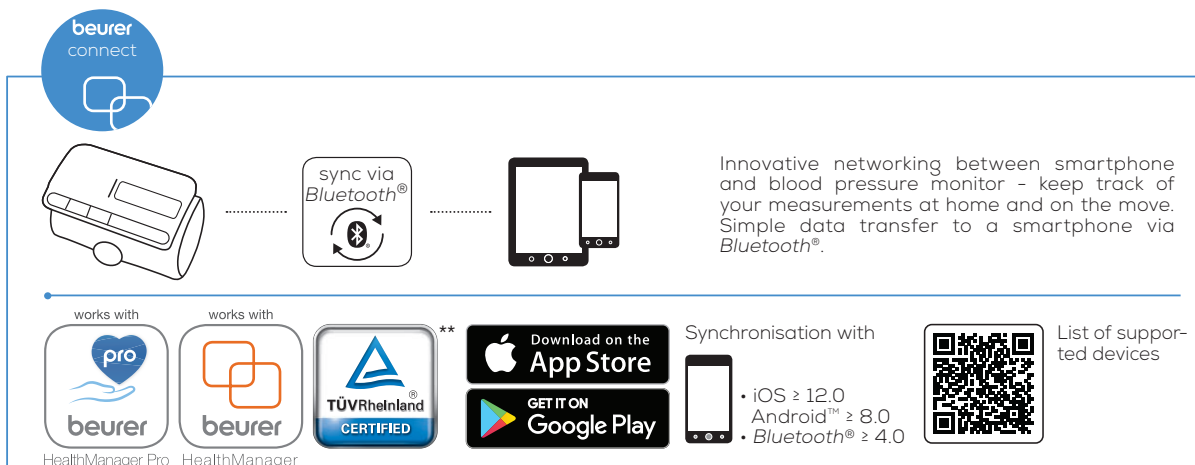 beurer
connect
sync via
Bluetooth®
Innovative networking between smartphone
and blood pressure monitor - keep track of
your measurements at home and on the move.
Simple data transfer to a smartphone via
Bluetooth®.
works with
pro
beurer
HealthManager Pro
works with
beurer
HealthManager
TÜVRheinland®
CERTIFIED
**
Download on the
App Store
GET IT ON
Google Play
Synchronisation with
• iOS ≥ 12.0
Android™ ≥ 8.0
• Bluetooth® ≥ 4.0
List of suppor-
ted devices